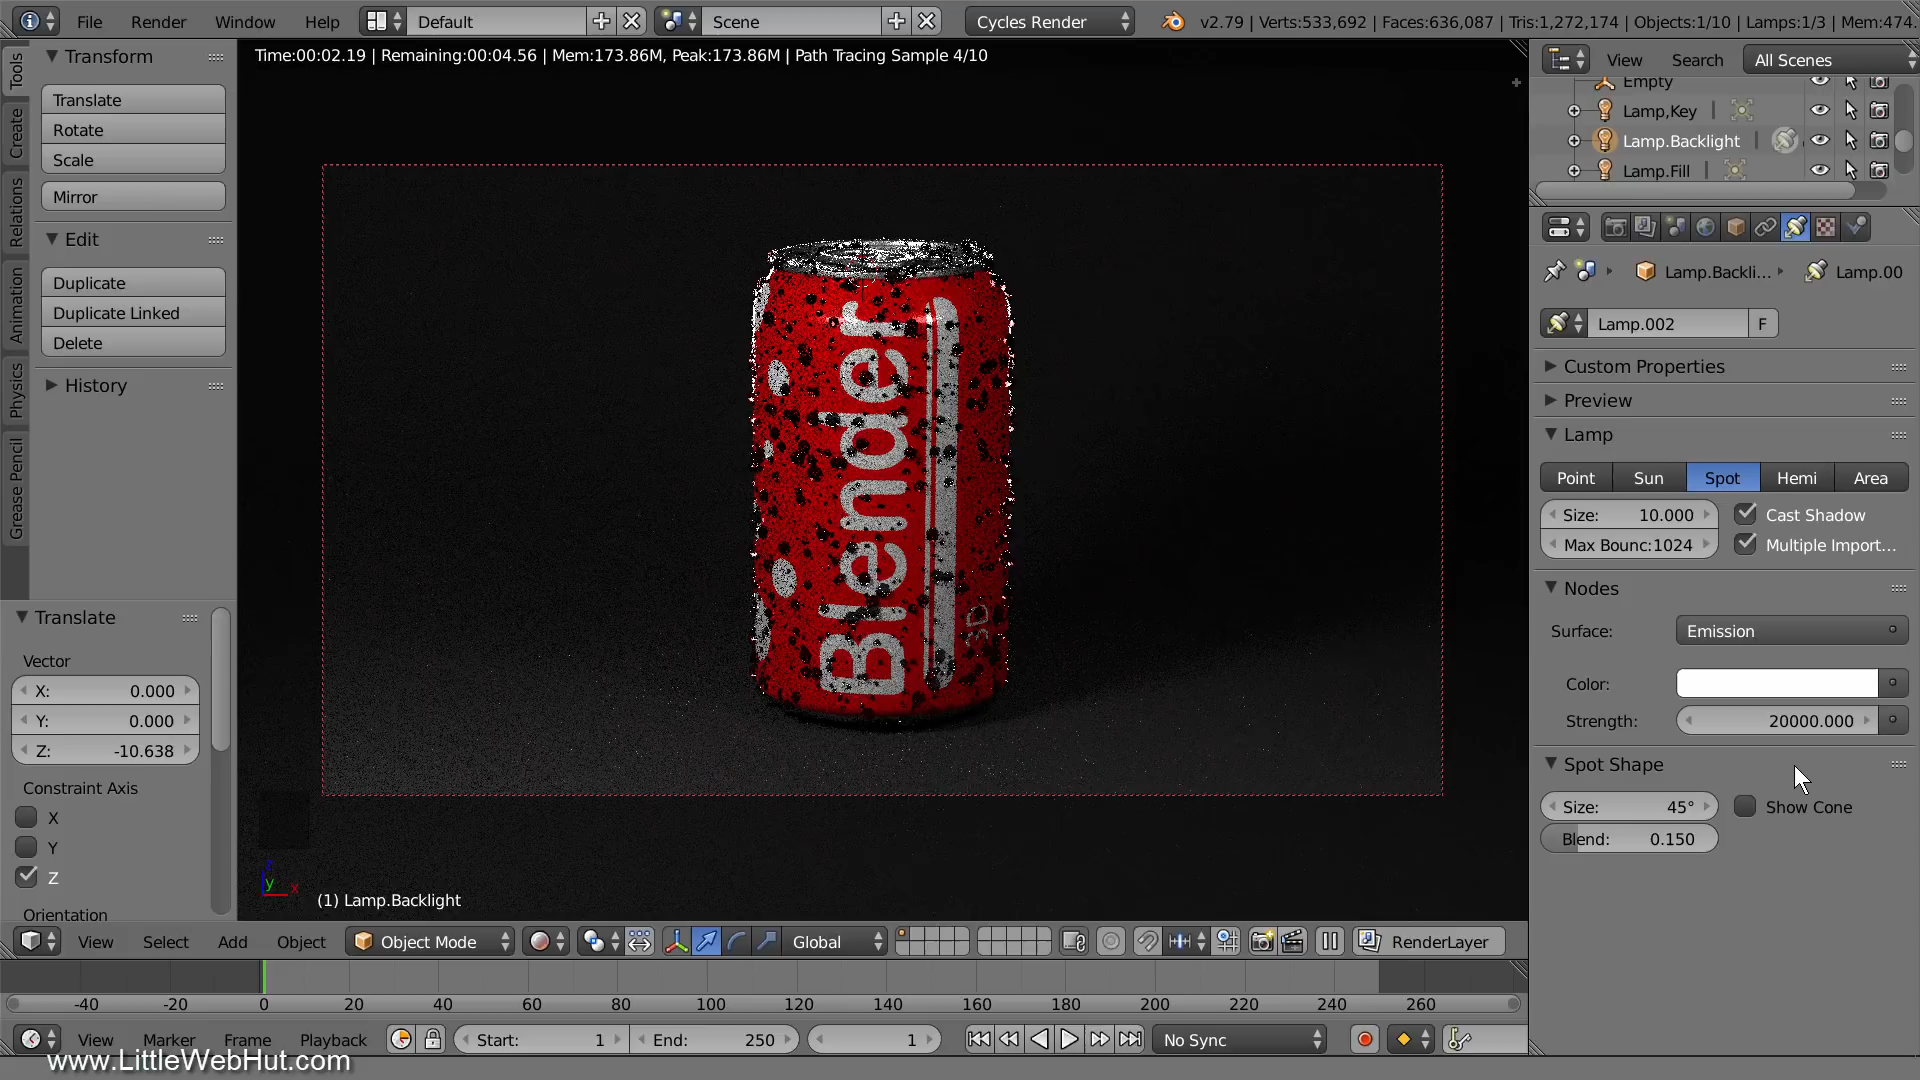 File Render Window Help Default Scene Cycles Render v2.79 | Verts:533,692 | Faces:636,087 | Tris:1,272,174 | Objects:1/10 | Lamps:1/3 | Mem:474.
Time:00:02.19 | Remaining:00:04.56 | Mem:173.86M, Peak:173.86M | Path Tracing Sample 4/10
Tools
Create
Relations
Animation
Physics
Grease Pencil
Transform
Translate
Rotate
Scale
Mirror
Edit
Duplicate
Duplicate Linked
Delete
History
Translate
Vector
X: 0.000
Y: 0.000
Z: -10.638
Constraint Axis
X
Y
Z
Orientation
Blender
3D
z
y x
(1) Lamp.Backlight
View Search All Scenes
Empty
Lamp,Key
Lamp.Backlight
Lamp.Fill
Lamp.Backli... Lamp.00
Lamp.002 F
Custom Properties
Preview
Lamp
Point Sun Spot Hemi Area
Size: 10.000 Cast Shadow
Max Bounc:1024 Multiple Import...
Nodes
Surface: Emission
Color:
Strength: 20000.000
Spot Shape
Size: 45° Show Cone
Blend: 0.150
View Select Add Object Object Mode Global RenderLayer
-40 -20 0 20 40 60 80 100 120 140 160 180 200 220 240 260
View Marker Frame Playback Start: 1 End: 250 1 No Sync
www.LittleWebHut.com